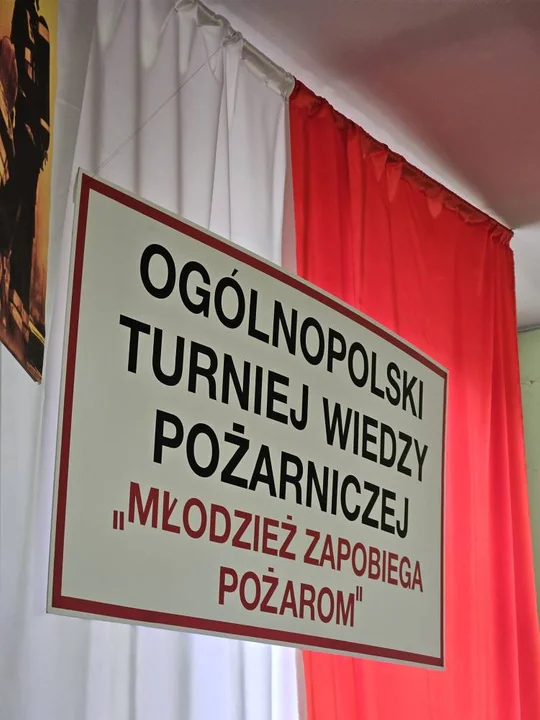 OGÓLNOPOLSKI
TURNIEJ WIEDZY
POŻARNICZEJ
„MŁODZIEŻ ZAPOBIEGA
POŻAROM"